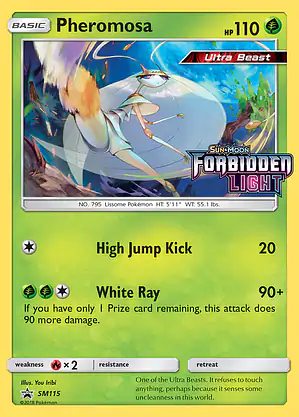 BASIC Pheromosa HP 110
Ultra Beast
SUN & MOON
FORBIDDEN
LIGHT
NO. 795 Lissome Pokémon HT: 5'11" WT: 55.1 lbs.
High Jump Kick 20
White Ray 90+
If you have only 1 Prize card remaining, this attack does
90 more damage.
weakness × 2 resistance retreat
Illus. You Iribi
SM115
©2018 Pokémon
One of the Ultra Beasts. It refuses to touch
anything, perhaps because it senses some
uncleanness in this world.